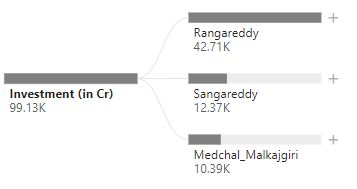 Rangareddy
42.71K
Investment (in Cr)
99.13K
Sangareddy
12.37K
Medchal_Malkajgiri
10.39K